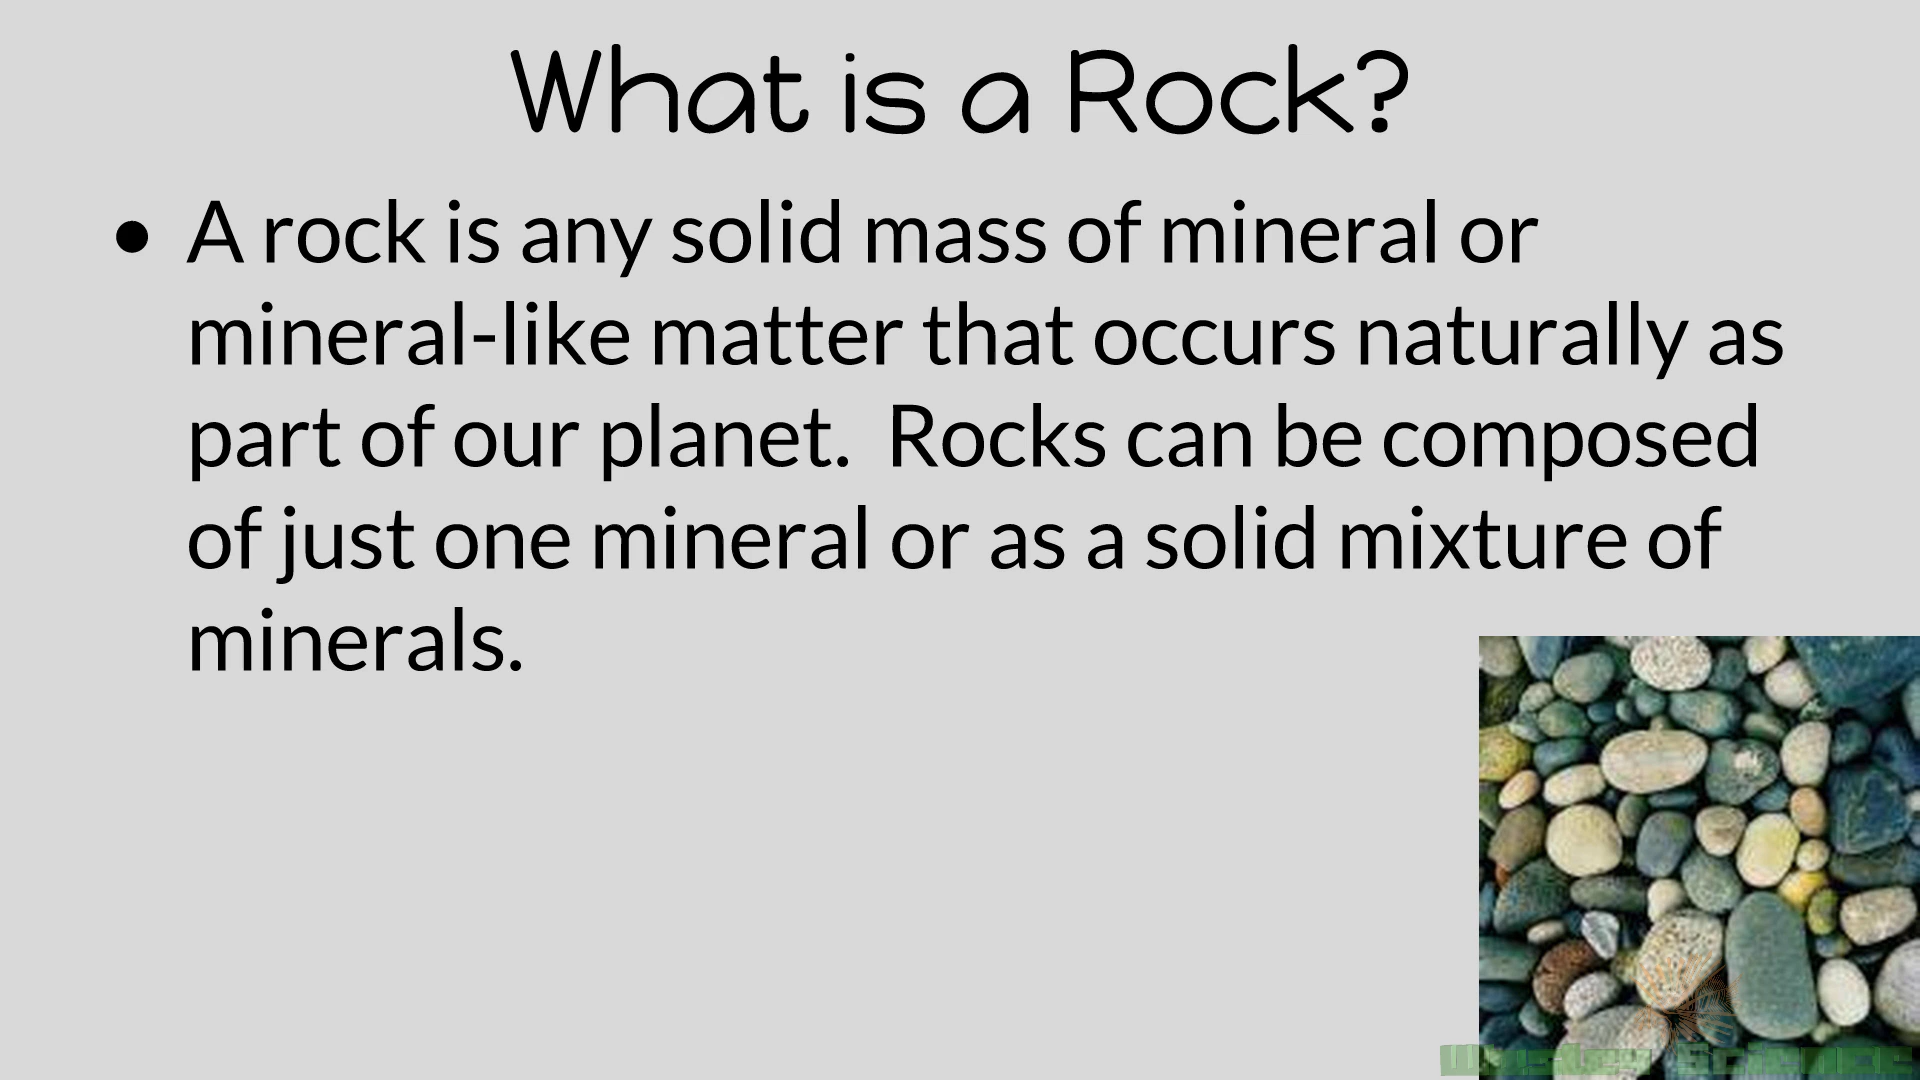 What is a Rock?
• A rock is any solid mass of mineral or
mineral-like matter that occurs naturally as
part of our planet.  Rocks can be composed
of just one mineral or as a solid mixture of
minerals.
Science